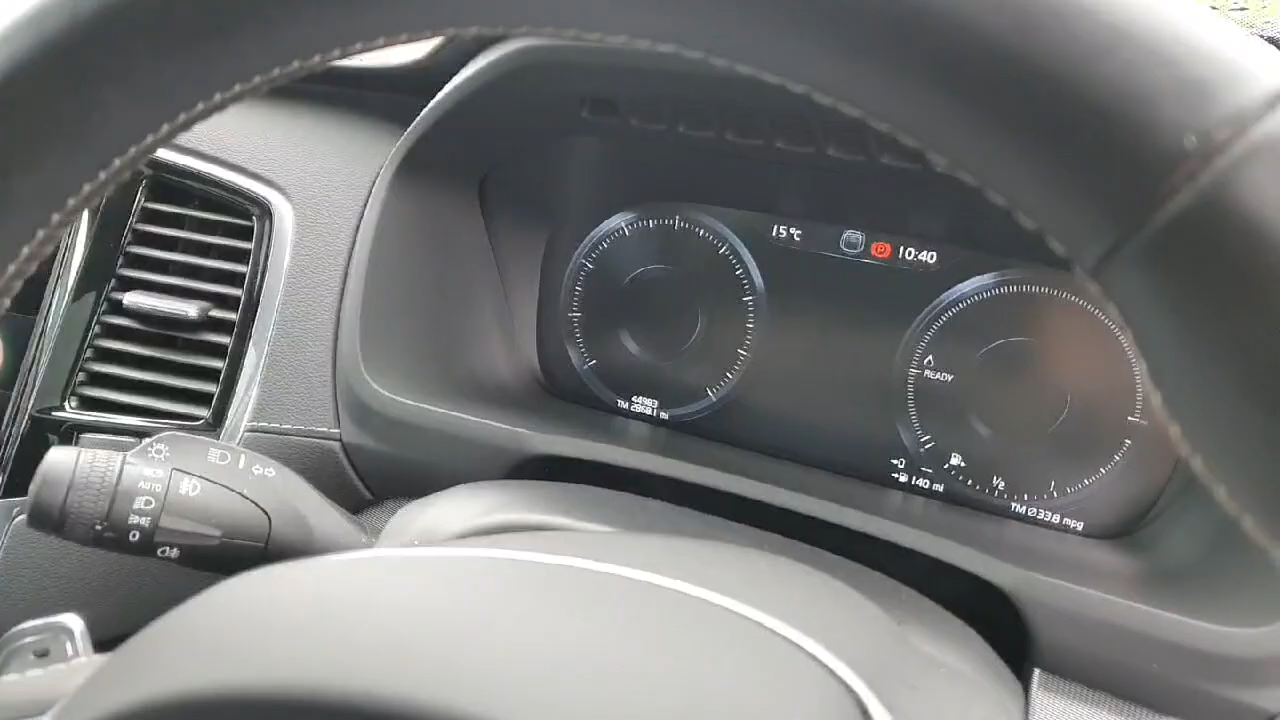 15°C
P
10:40
READY
44983
TM 2868.1 mi
1/2
1
140 mi
TM Ø33.8 mpg
AUTO
0